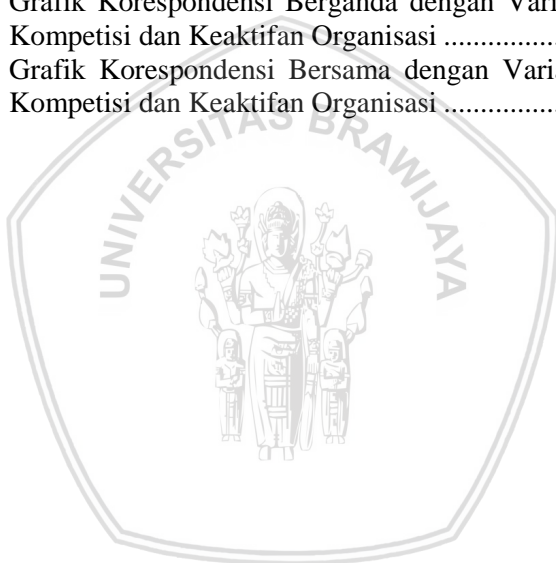 Grafik Korespondensi Berganda dengan Vari
Kompetisi dan Keaktifan Organisasi ..................
Grafik Korespondensi Bersama dengan Varia
Kompetisi dan Keaktifan Organisasi ..................
UNIVERSITAS BRAWIJAYA